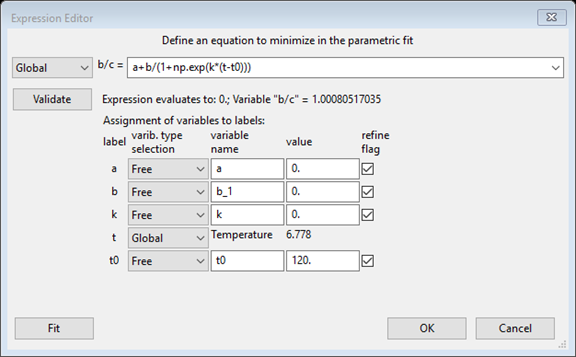 Expression Editor
Define an equation to minimize in the parametric fit
Global b/c = a+b/(1+np.exp(k*(t-t0)))
Validate Expression evaluates to: 0.; Variable "b/c" = 1.00080517035
Assignment of variables to labels:
label varib. type selection variable name value refine flag
a Free a 0.
b Free b_1 0.
k Free k 0.
t Global Temperature 6.778
t0 Free t0 120.
Fit OK Cancel